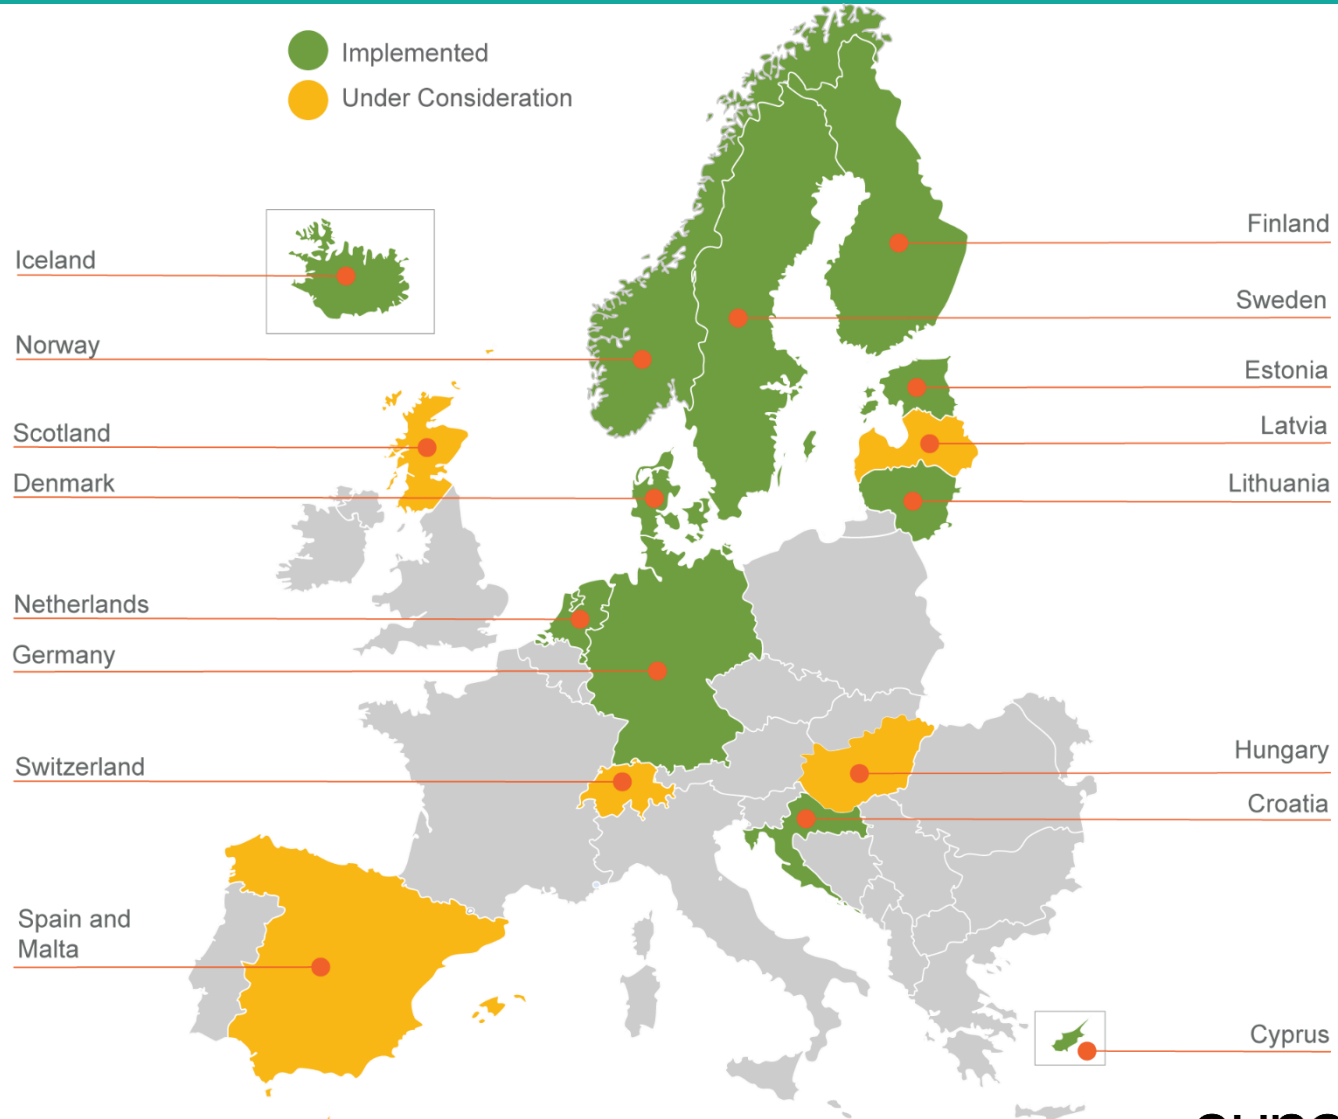 Implemented
Under Consideration
Iceland
Norway
Scotland
Denmark
Netherlands
Germany
Switzerland
Spain and
Malta
Finland
Sweden
Estonia
Latvia
Lithuania
Hungary
Croatia
Cyprus